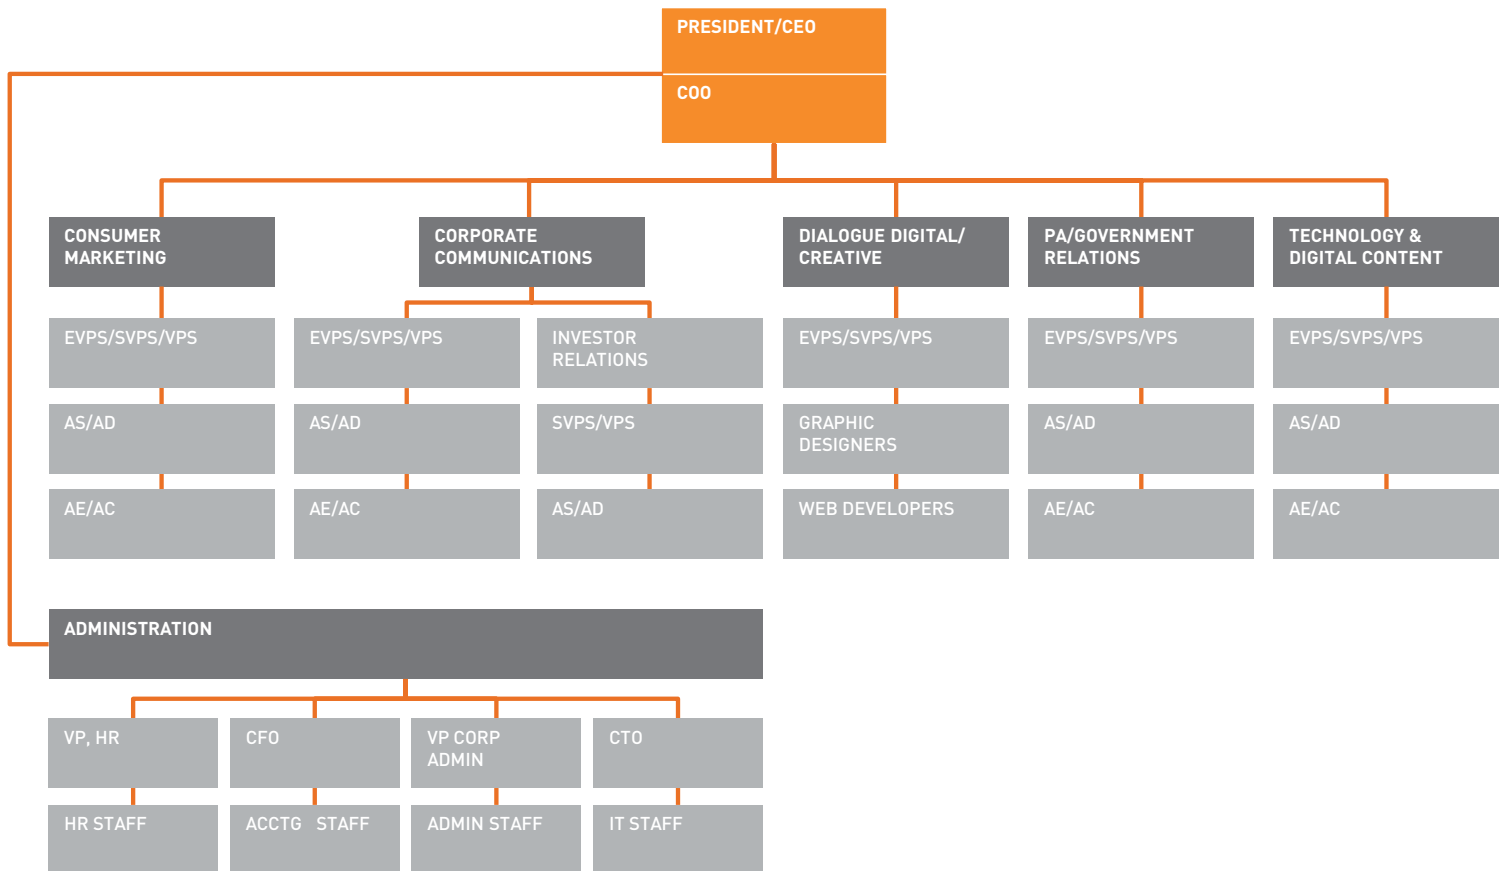 PRESIDENT/CEO
COO
CONSUMER
MARKETING
CORPORATE
COMMUNICATIONS
DIALOGUE DIGITAL/
CREATIVE
PA/GOVERNMENT
RELATIONS
TECHNOLOGY &
DIGITAL CONTENT
EVPS/SVPS/VPS
EVPS/SVPS/VPS
INVESTOR
RELATIONS
EVPS/SVPS/VPS
EVPS/SVPS/VPS
EVPS/SVPS/VPS
AS/AD
AS/AD
SVPS/VPS
GRAPHIC
DESIGNERS
AS/AD
AS/AD
AE/AC
AE/AC
AS/AD
WEB DEVELOPERS
AE/AC
AE/AC
ADMINISTRATION
VP, HR
CFO
VP CORP
ADMIN
CTO
HR STAFF
ACCTG STAFF
ADMIN STAFF
IT STAFF